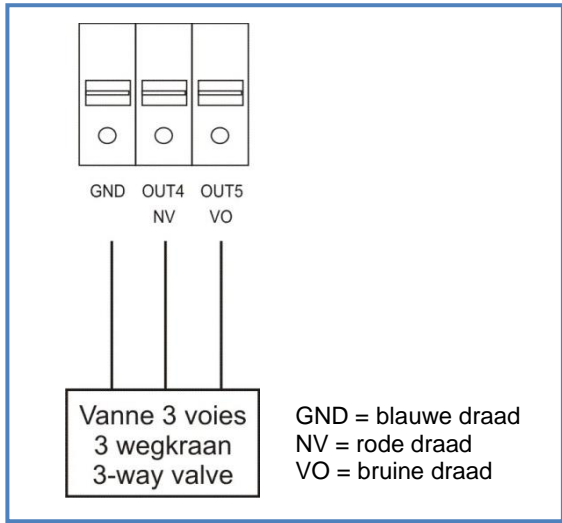 GND OUT4 OUT5
NV VO
Vanne 3 voies
3 wegkraan
3-way valve
GND = blauwe draad
NV = rode draad
VO = bruine draad